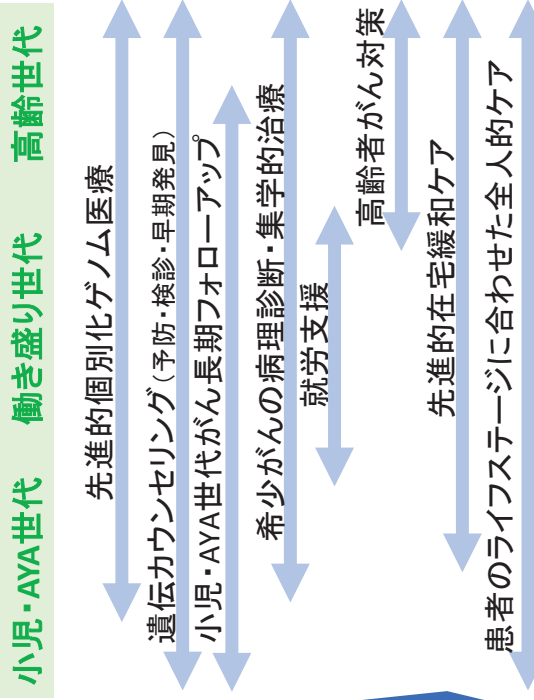 小児・AYA世代 働き盛り世代 高齢世代
先進的個別化ゲノム医療
遺伝カウンセリング(予防・検診・早期発見)
小児・AYA世代がん長期フォローアップ
希少がんの病理診断・集学的治療
就労支援
高齢者がん対策
先進的在宅緩和ケア
患者のライフステージに合わせた全人的ケア